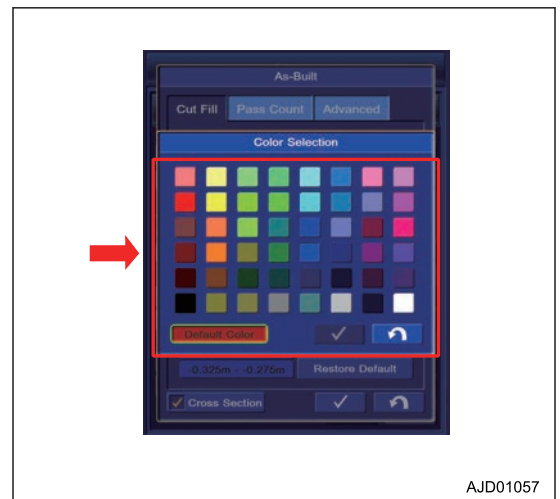 As-Built
Cut Fill Pass Count Advanced
Color Selection
Default Color
-0.325m - -0.275m Restore Default
Cross Section
AJD01057